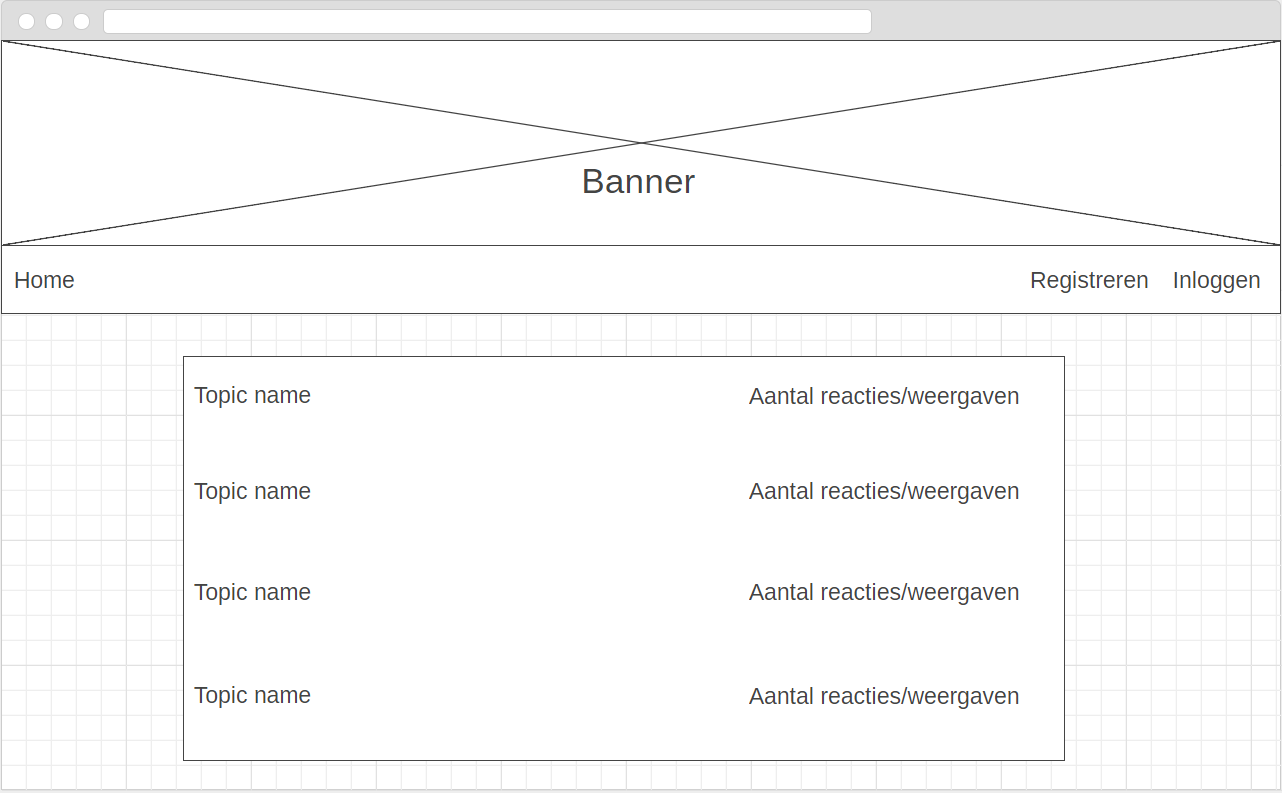 Banner
Home Registreren Inloggen
Topic name Aantal reacties/weergaven
Topic name Aantal reacties/weergaven
Topic name Aantal reacties/weergaven
Topic name Aantal reacties/weergaven